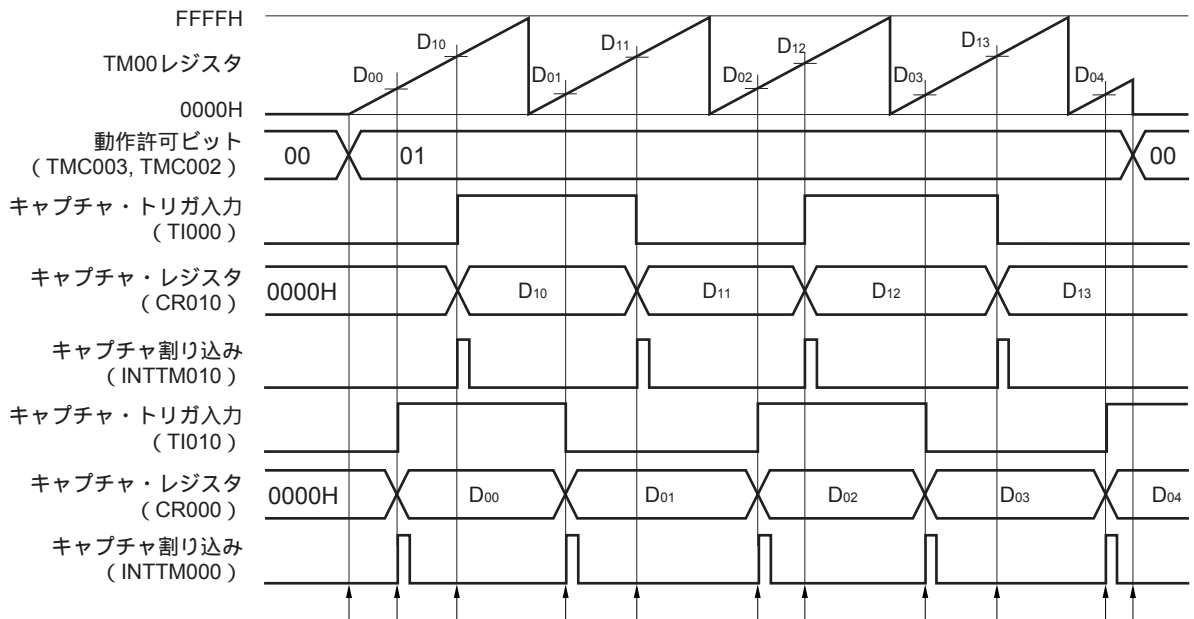 FFFFH
TM00レジスタ
0000H
D00 D10 D01 D11 D02 D12 D03 D13 D04
動作許可ビット
（TMC003, TMC002）
00 01 00
キャプチャ・トリガ入力
（TI000）
キャプチャ・レジスタ
（CR010）
0000H D10 D11 D12 D13
キャプチャ割り込み
（INTTM010）
キャプチャ・トリガ入力
（TI010）
キャプチャ・レジスタ
（CR000）
0000H D00 D01 D02 D03 D04
キャプチャ割り込み
（INTTM000）